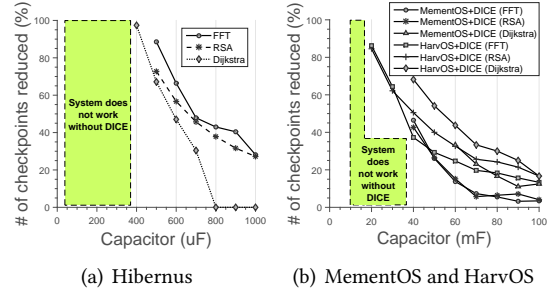 # of checkpoints reduced (%)
100
80
60
40
20
0
FFT
RSA
Dijkstra
System does
not work
without DICE
0
200
400
600
800
1000
Capacitor (uF)
(a) Hibernus
# of checkpoints reduced (%)
100
80
60
40
20
0
MementOS+DICE (FFT)
MementOS+DICE (RSA)
MementOS+DICE (Dijkstra)
HarvOS+DICE (FFT)
HarvOS+DICE (RSA)
HarvOS+DICE (Dijkstra)
System
does
not work
without
DICE
0
20
40
60
80
100
Capacitor (mF)
(b) MementOS and HarvOS